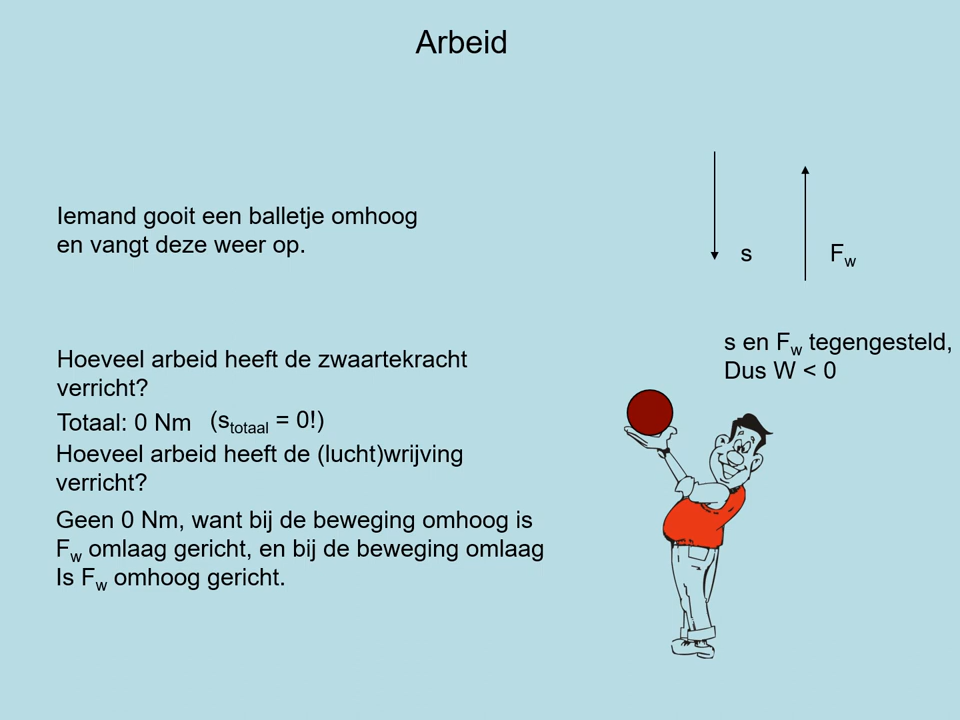 Arbeid
Iemand gooit een balletje omhoog
en vangt deze weer op.
s
Fw
s en Fw tegengesteld,
Dus W < 0
Hoeveel arbeid heeft de zwaartekracht
verricht?
Totaal: 0 Nm (stotaal = 0!)
Hoeveel arbeid heeft de (lucht)wrijving
verricht?
Geen 0 Nm, want bij de beweging omhoog is
Fw omlaag gericht, en bij de beweging omlaag
Is Fw omhoog gericht.